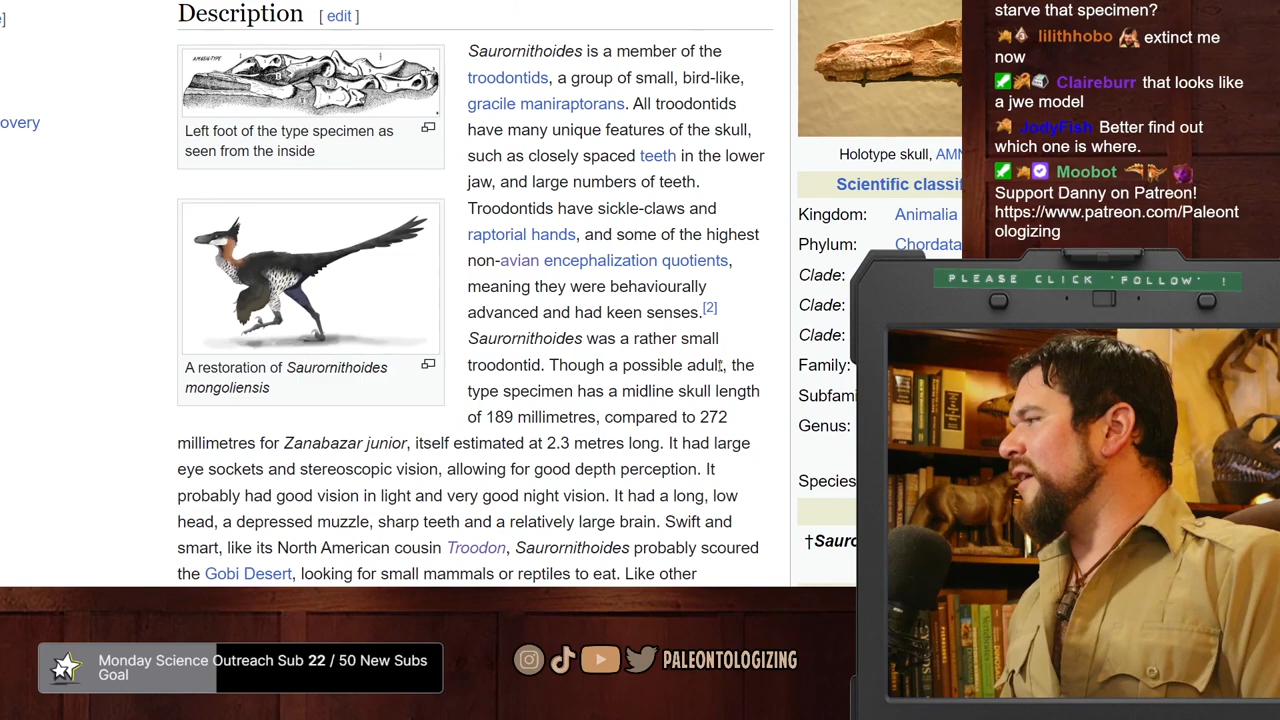 Description [ edit ]
overy
Left foot of the type specimen as
seen from the inside
A restoration of Saurornithoides
mongoliensis
Saurornithoides is a member of the
troodontids, a group of small, bird-like,
gracile maniraptorans. All troodontids
have many unique features of the skull,
such as closely spaced teeth in the lower
jaw, and large numbers of teeth.
Troodontids have sickle-claws and
raptorial hands, and some of the highest
non-avian encephalization quotients,
meaning they were behaviourally
advanced and had keen senses.[2]
Saurornithoides was a rather small
troodontid. Though a possible adult, the
type specimen has a midline skull length
of 189 millimetres, compared to 272
millimetres for Zanabazar junior, itself estimated at 2.3 metres long. It had large
eye sockets and stereoscopic vision, allowing for good depth perception. It
probably had good vision in light and very good night vision. It had a long, low
head, a depressed muzzle, sharp teeth and a relatively large brain. Swift and
smart, like its North American cousin Troodon, Saurornithoides probably scoured
the Gobi Desert, looking for small mammals or reptiles to eat. Like other
Holotype skull, AMN
Scientific classif
Kingdom: Animalia
Phylum: Chordata
Clade:
Clade:
Clade:
Family:
Subfami
Genus:
Species
†Sauro
starve that specimen?
lilithhobo extinct me
now
Claireburr that looks like
a jwe model
JodyFish Better find out
which one is where.
Moobot
Support Danny on Patreon!
https://www.patreon.com/Paleont
ologizing
PLEASE CLICK 'FOLLOW' !
Monday Science Outreach Sub 22 / 50 New Subs
Goal
PALEONTOLOGIZING